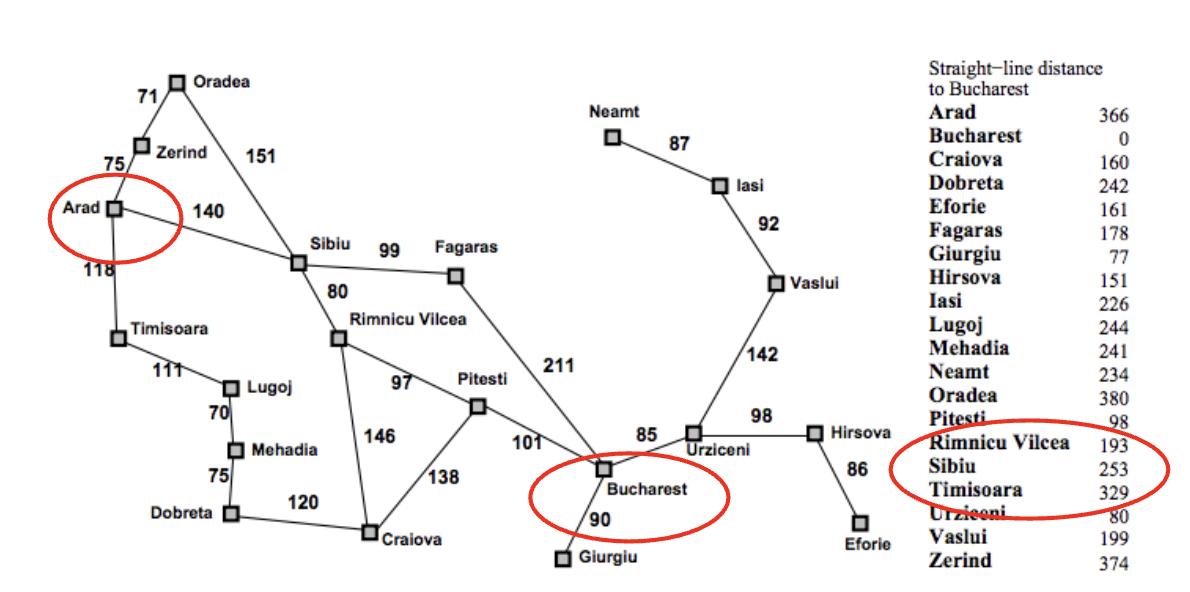 Oradea
71
Neamt
87
Zerind
151
75
Iasi
Arad
140
92
Sibiu
99
Fagaras
118
80
Vaslui
Timisoara
Rimnicu Vilcea
142
111
211
Lugoj
97
Pitesti
70
98
146
85
Hirsova
101
Urziceni
Mehadia
138
86
75
Bucharest
Dobreta
120
90
Craiova
Eforie
Giurgiu
Straight−line distance
to Bucharest
Arad 366
Bucharest 0
Craiova 160
Dobreta 242
Eforie 161
Fagaras 178
Giurgiu 77
Hirsova 151
Iasi 226
Lugoj 244
Mehadia 241
Neamt 234
Oradea 380
Pitesti 98
Rimnicu Vilcea 193
Sibiu 253
Timisoara 329
Urziceni 80
Vaslui 199
Zerind 374